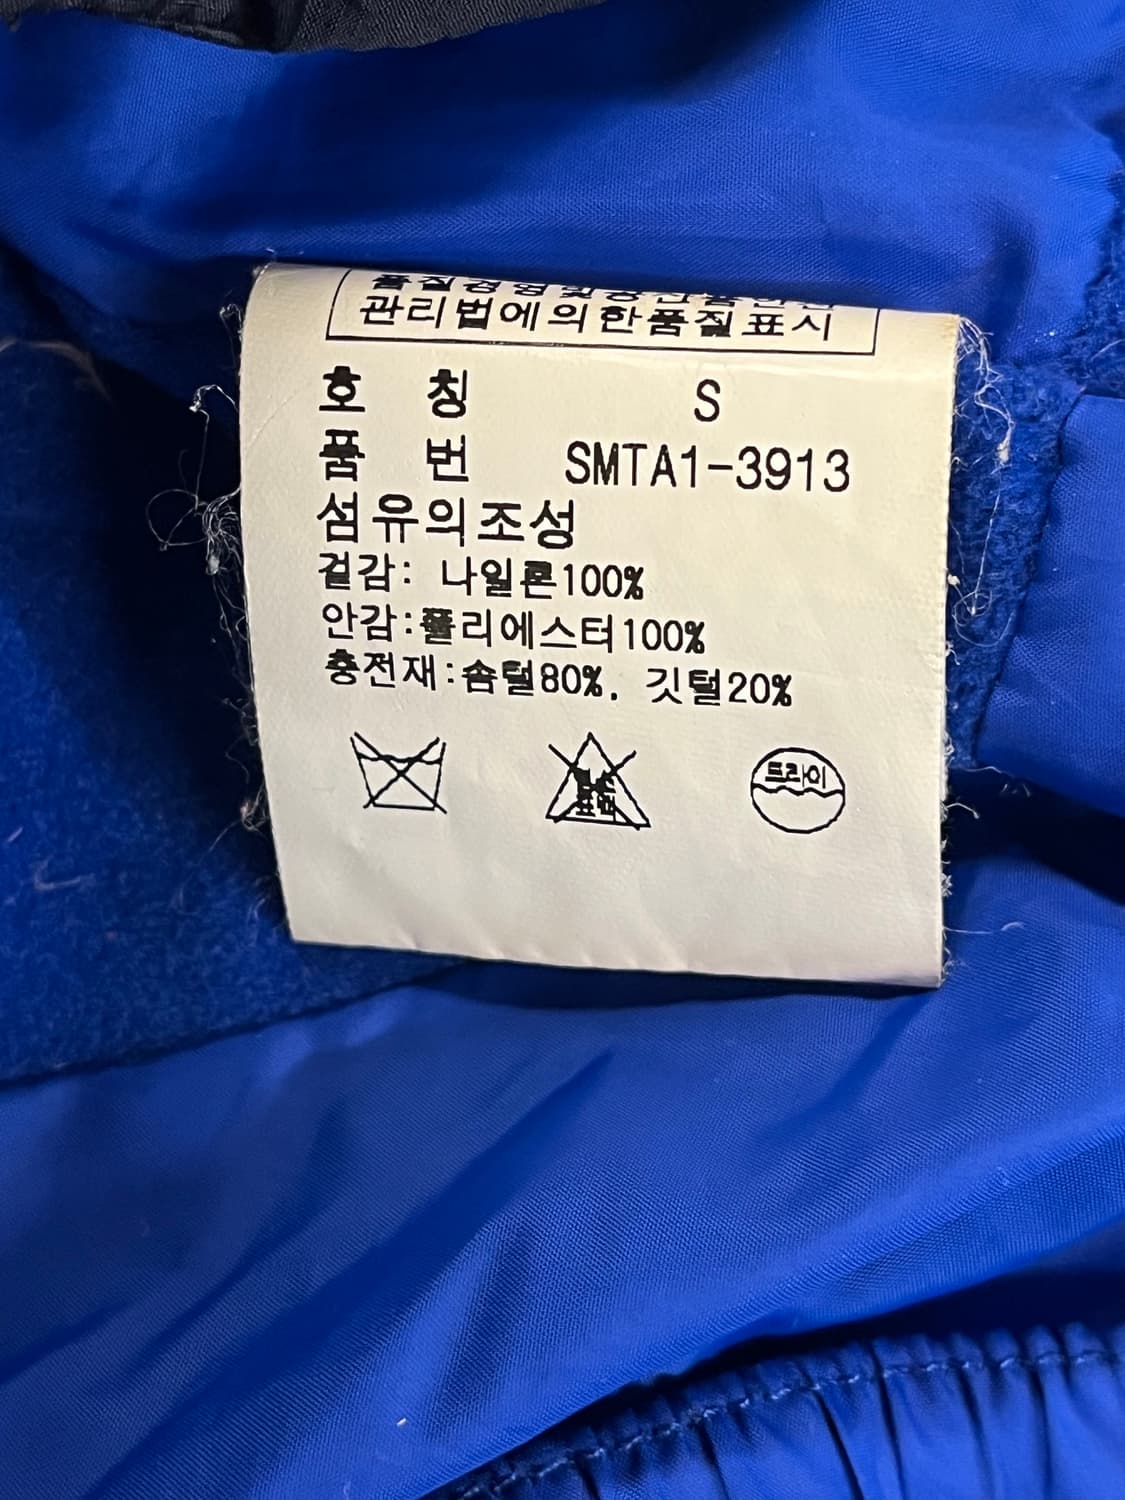 관리법에의한품질표시
호 칭 S
품 번 SMTA1-3913
섬유의조성
겉감: 나일론100%
안감:폴리에스터100%
충전재:솜털80%, 깃털20%
드라이